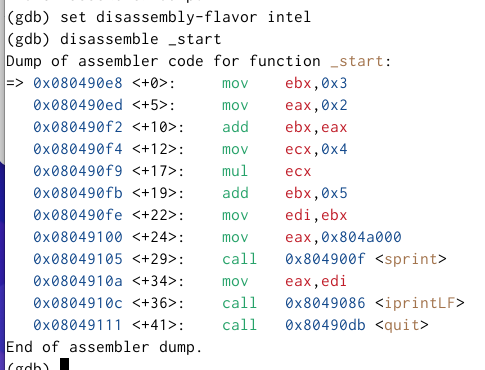 (gdb) set disassembly-flavor intel
(gdb) disassemble _start
Dump of assembler code for function _start:
=> 0x080490e8 <+0>:     mov    ebx,0x3
   0x080490ed <+5>:     mov    eax,0x2
   0x080490f2 <+10>:    add    ebx,eax
   0x080490f4 <+12>:    mov    ecx,0x4
   0x080490f9 <+17>:    mul    ecx
   0x080490fb <+19>:    add    ebx,0x5
   0x080490fe <+22>:    mov    edi,ebx
   0x08049100 <+24>:    mov    eax,0x804a000
   0x08049105 <+29>:    call   0x804900f <sprint>
   0x0804910a <+34>:    mov    eax,edi
   0x0804910c <+36>:    call   0x8049086 <iprintLF>
   0x08049111 <+41>:    call   0x80490db <quit>
End of assembler dump.
(gdb)